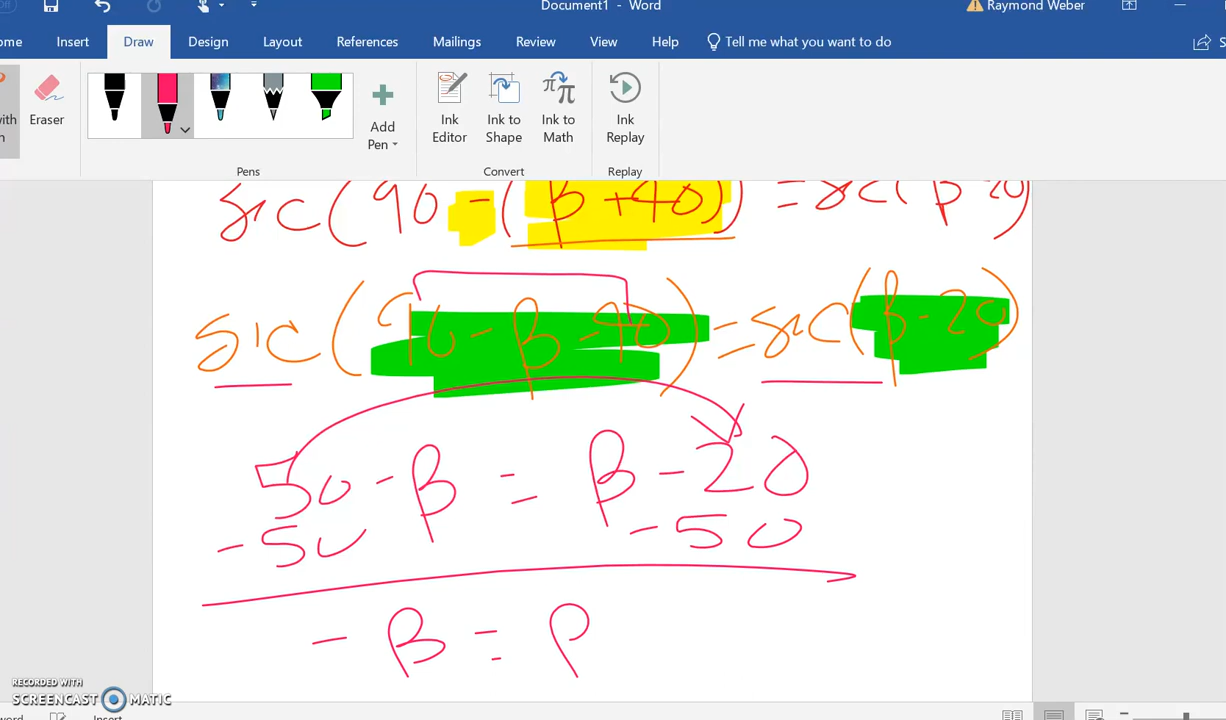 Document1 - Word
Raymond Weber
Insert
Draw
Design
Layout
References
Mailings
Review
View
Help
Tell me what you want to do
Eraser
Add Pen
Ink Editor
Ink to Shape
Ink to Math
Ink Replay
Pens
Convert
Replay
sec(90-(β+40))=sec(β-20)
sec(90-β-40)=sec(β-20)
50-β=β-20
-50 -50
-β=β
RECORDED WITH
SCREENCAST MATIC
Insert